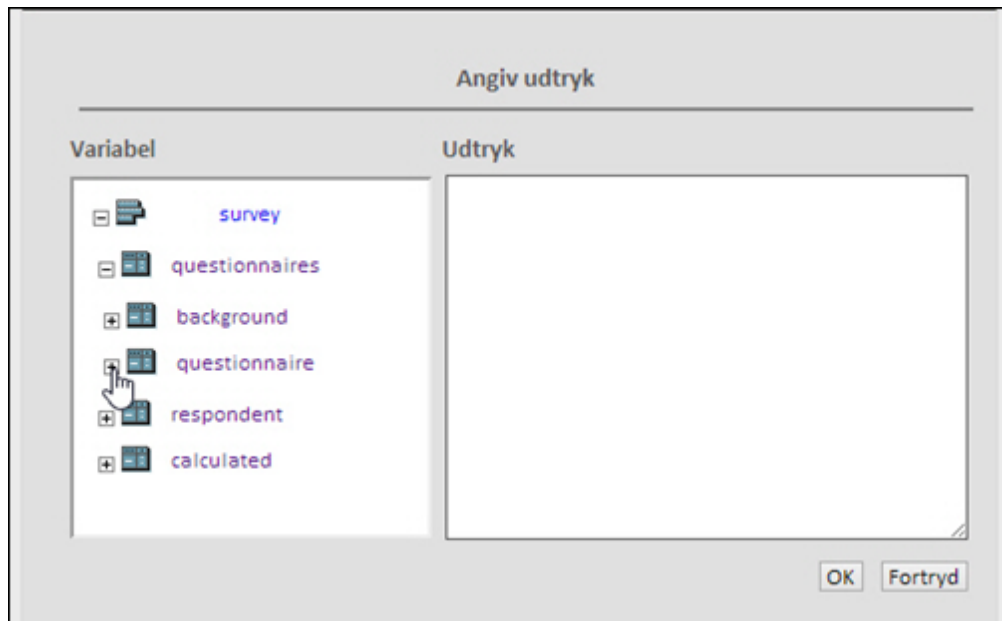 Angiv udtryk
Variabel
Udtryk
survey
questionnaires
background
questionnaire
respondent
calculated
OK
Fortryd